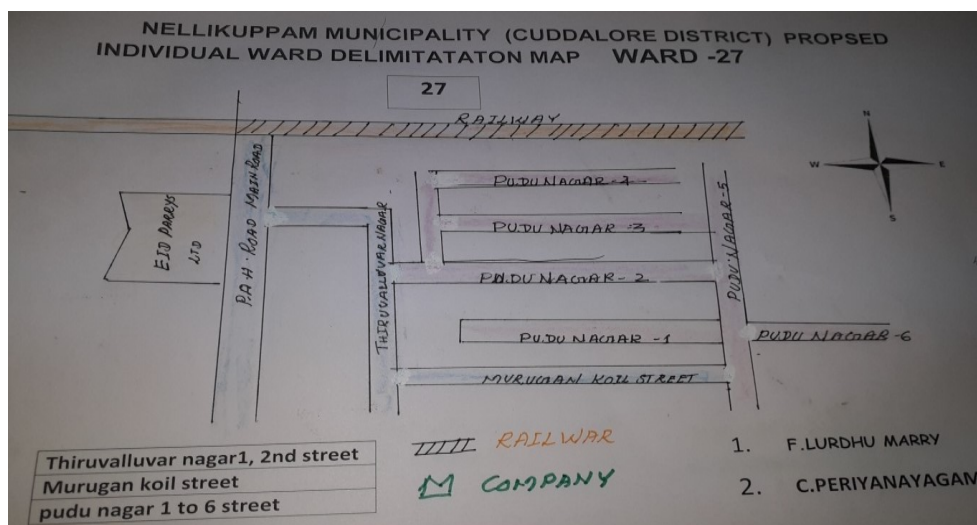 NELLIKUPPAM MUNICIPALITY (CUDDALORE DISTRICT) PROPSED
INDIVIDUAL WARD DELIMITATATON MAP WARD -27
27
RAILWAY
N
W E
S
EID PARRYS
LTD
P.A.H. ROAD MAIN ROAD
THIRUVALLUVAR NAGAR
PUDU NAGAR -4
PUDU NAGAR -3
PUDU NAGAR - 2
PUDU NAGAR -1
MURUGAN KOIL STREET
PUDU NAGAR -5
PUDU NAGAR -6
Thiruvalluvar nagar1, 2nd street
Murugan koil street
pudu nagar 1 to 6 street
RAILWAR
COMPANY
1. F.LURDHU MARRY
2. C.PERIYANAYAGAM